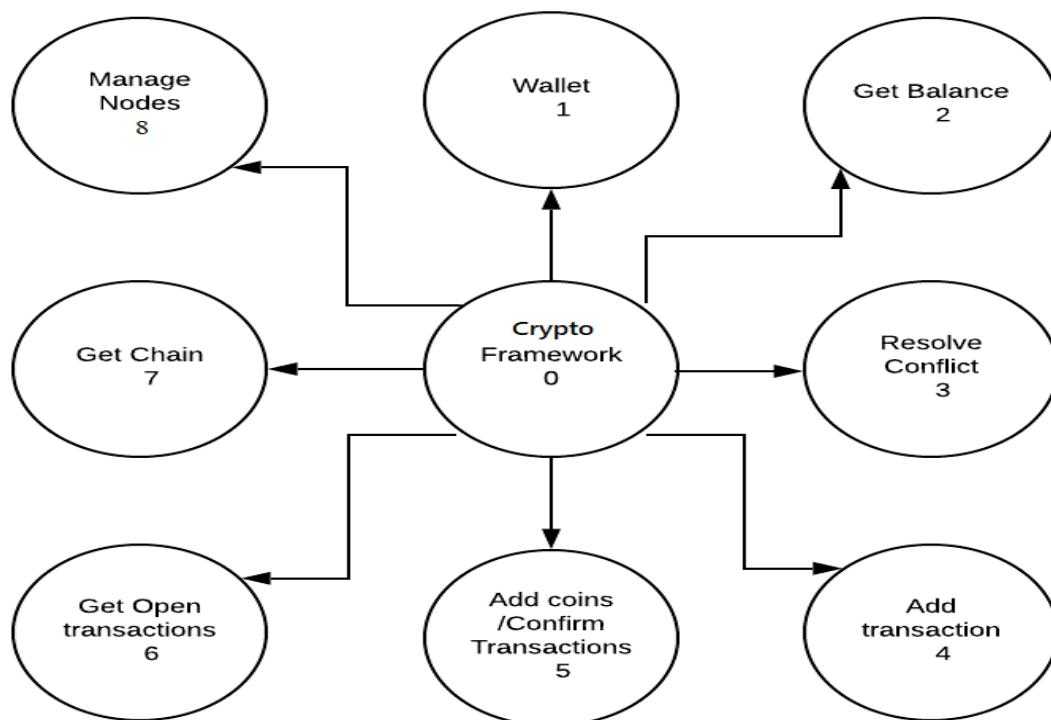 Manage
Nodes
8
Wallet
1
Get Balance
2
Get Chain
7
Crypto
Framework
0
Resolve
Conflict
3
Get Open
transactions
6
Add coins
/Confirm
Transactions
5
Add
transaction
4